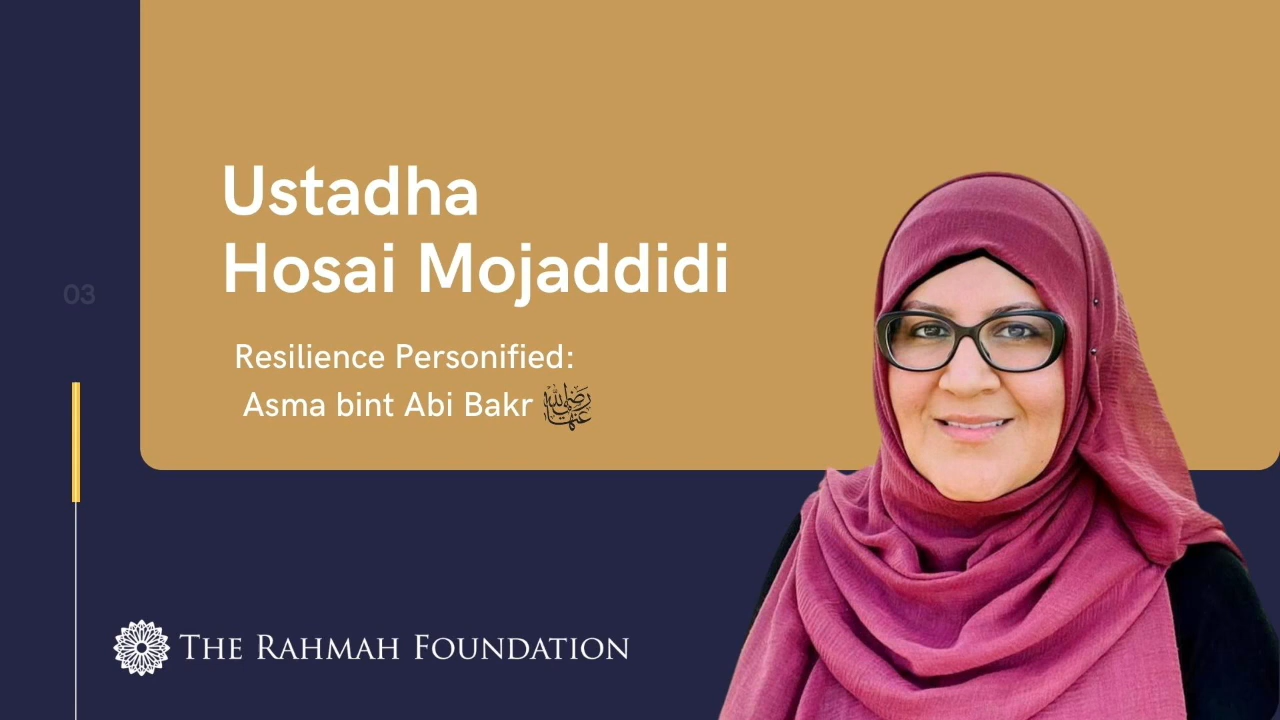 Ustadha
Hosai Mojaddidi
03
Resilience Personified:
Asma bint Abi Bakr رضي الله عنها
THE RAHMAH FOUNDATION